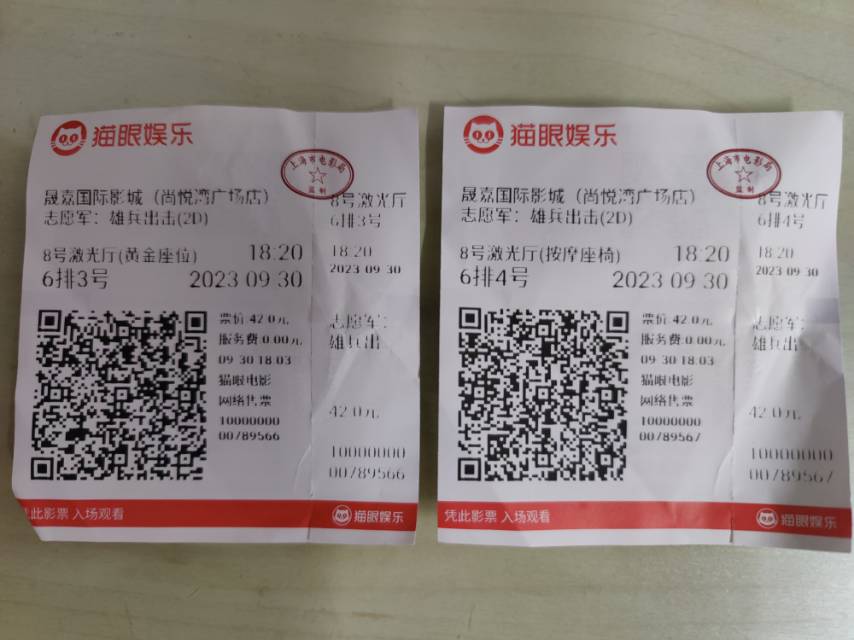 猫眼娱乐
上海市电影局
监制
晟嘉国际影城（尚悦湾广场店）
志愿军：雄兵出击(2D)
8号激光厅(黄金座位) 18:20
6排3号 2023 09 30
票价:42.0元
服务费:0.00元
09 30 18:03
猫眼电影
网络售票
10000000
00789566
8号激光厅
6排3号
18:20
2023 09 30
志愿军：
雄兵出
42.0元
10000000
00789566
此影票 入场观看
猫眼娱乐
猫眼娱乐
上海市电影局
监制
晟嘉国际影城（尚悦湾广场店）
志愿军：雄兵出击(2D)
8号激光厅(按摩座椅) 18:20
6排4号 2023 09 30
票价:42.0元
服务费:0.00元
09 30 18:03
猫眼电影
网络售票
10000000
00789567
8号激光厅
6排4号
18:20
2023 09 30
志愿军：
雄兵出
42.0元
10000000
00789567
凭此影票 入场观看
猫眼娱乐